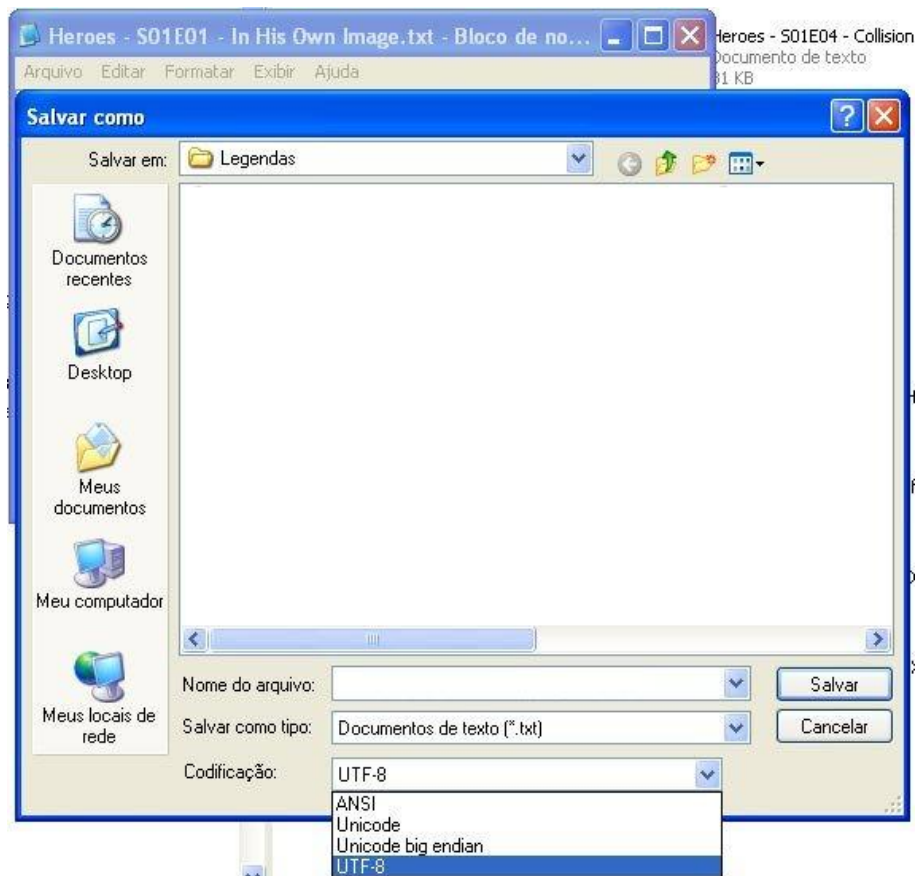 Heroes - S01E01 - In His Own Image.txt - Bloco de no...
Heroes - S01E04 - Collision
Documento de texto
31 KB
Arquivo Editar Formatar Exibir Ajuda
Salvar como
Salvar em: Legendas
Documentos
recentes
Desktop
Meus
documentos
Meu computador
Meus locais de
rede
Nome do arquivo:
Salvar
Salvar como tipo: Documentos de texto (*.txt)
Cancelar
Codificação: UTF-8
ANSI
Unicode
Unicode big endian
UTF-8